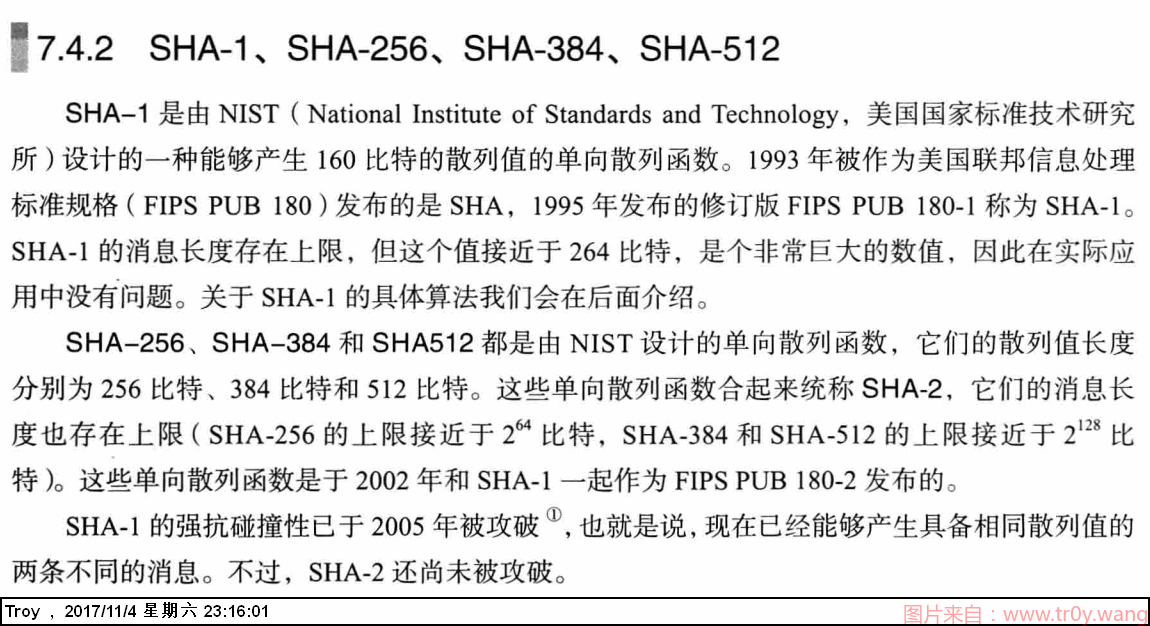 7.4.2 SHA-1、SHA-256、SHA-384、SHA-512
SHA-1 是由 NIST（National Institute of Standards and Technology，美国国家标准技术研究
所）设计的一种能够产生 160 比特的散列值的单向散列函数。1993 年被作为美国联邦信息处理
标准规格（FIPS PUB 180）发布的是 SHA，1995 年发布的修订版 FIPS PUB 180-1 称为 SHA-1。
SHA-1 的消息长度存在上限，但这个值接近于 264 比特，是个非常巨大的数值，因此在实际应
用中没有问题。关于 SHA-1 的具体算法我们会在后面介绍。
SHA-256、SHA-384 和 SHA512 都是由 NIST 设计的单向散列函数，它们的散列值长度
分别为 256 比特、384 比特和 512 比特。这些单向散列函数合起来统称 SHA-2，它们的消息长
度也存在上限（SHA-256 的上限接近于 2⁶⁴ 比特，SHA-384 和 SHA-512 的上限接近于 2¹²⁸ 比
特）。这些单向散列函数是于 2002 年和 SHA-1 一起作为 FIPS PUB 180-2 发布的。
SHA-1 的强抗碰撞性已于 2005 年被攻破①，也就是说，现在已经能够产生具备相同散列值的
两条不同的消息。不过，SHA-2 还尚未被攻破。
Troy , 2017/11/4 星期六 23:16:01
图片来自：www.tr0y.wang